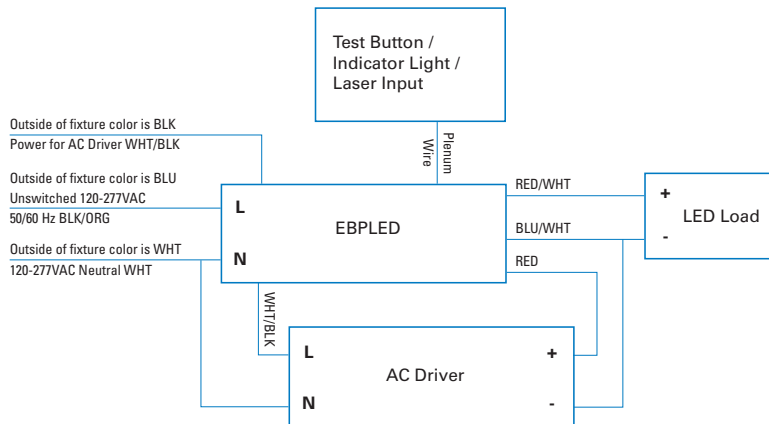 Test Button /
Indicator Light /
Laser Input
Outside of fixture color is BLK
Power for AC Driver WHT/BLK
Plenum
Wire
Outside of fixture color is BLU
Unswitched 120-277VAC
50/60 Hz BLK/ORG
L
EBPLED
RED/WHT
+
LED Load
BLU/WHT
-
Outside of fixture color is WHT
120-277VAC Neutral WHT
N
RED
WHT/BLK
L
+
AC Driver
N
-